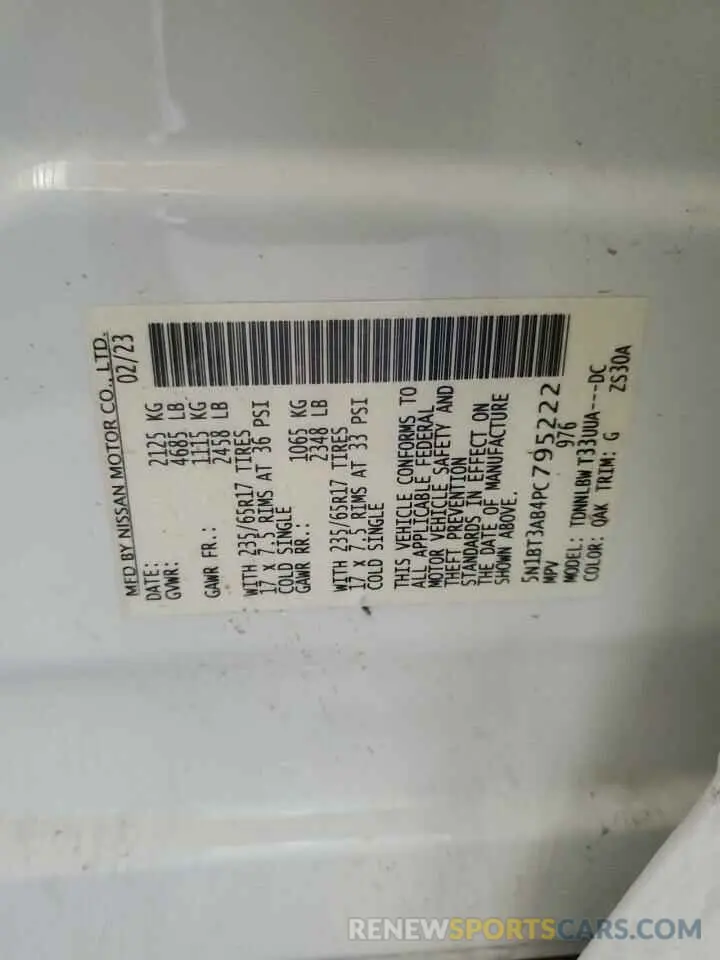 MFD BY NISSAN MOTOR CO., LTD.
DATE: 02/23
GVWR: 2125 KG
4685 LB
GAWR FR.: 1115 KG
2458 LB
WITH 235/65R17 TIRES
17 X 7.5 RIMS AT 36 PSI
COLD SINGLE
GAWR RR.: 1065 KG
2348 LB
WITH 235/65R17 TIRES
17 X 7.5 RIMS AT 33 PSI
COLD SINGLE
THIS VEHICLE CONFORMS TO
ALL APPLICABLE FEDERAL
MOTOR VEHICLE SAFETY AND
THEFT PREVENTION
STANDARDS IN EFFECT ON
THE DATE OF MANUFACTURE
SHOWN ABOVE.
5N1BT3AB4PC795222
MPV 976
MODEL: TDNNLBW T33UUA---DC
COLOR: QAK TRIM: G ZS30A
RENEWSPORTSCARS.COM